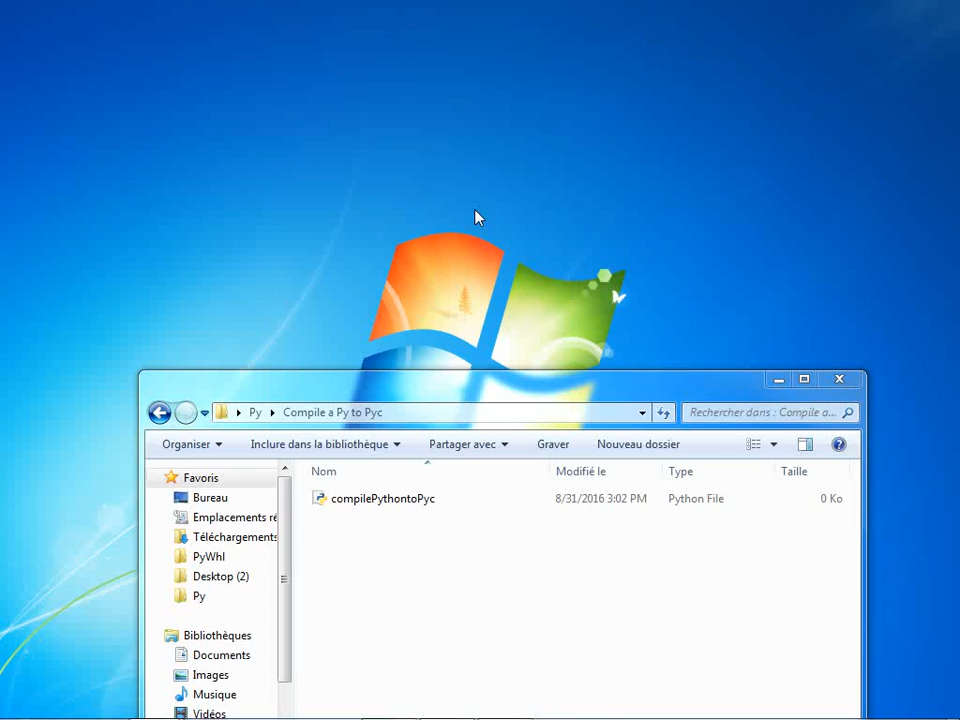 Py Compile a Py to Pyc
Rechercher dans : Compile a...
Organiser Inclure dans la bibliothèque Partager avec Graver Nouveau dossier
Nom Modifié le Type Taille
compilePythontoPyc 8/31/2016 3:02 PM Python File 0 Ko
Favoris
Bureau
Emplacements ré
Téléchargements
PyWhl
Desktop (2)
Py
Bibliothèques
Documents
Images
Musique
Vidéos